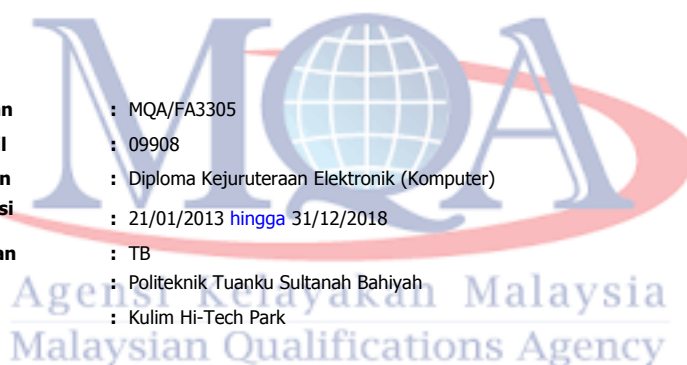 MQA
an : MQA/FA3305
l : 09908
n : Diploma Kejuruteraan Elektronik (Komputer)
si : 21/01/2013 hingga 31/12/2018
an : TB
: Politeknik Tuanku Sultanah Bahiyah
: Kulim Hi-Tech Park
Agensi Kelayakan Malaysia
Malaysian Qualifications Agency